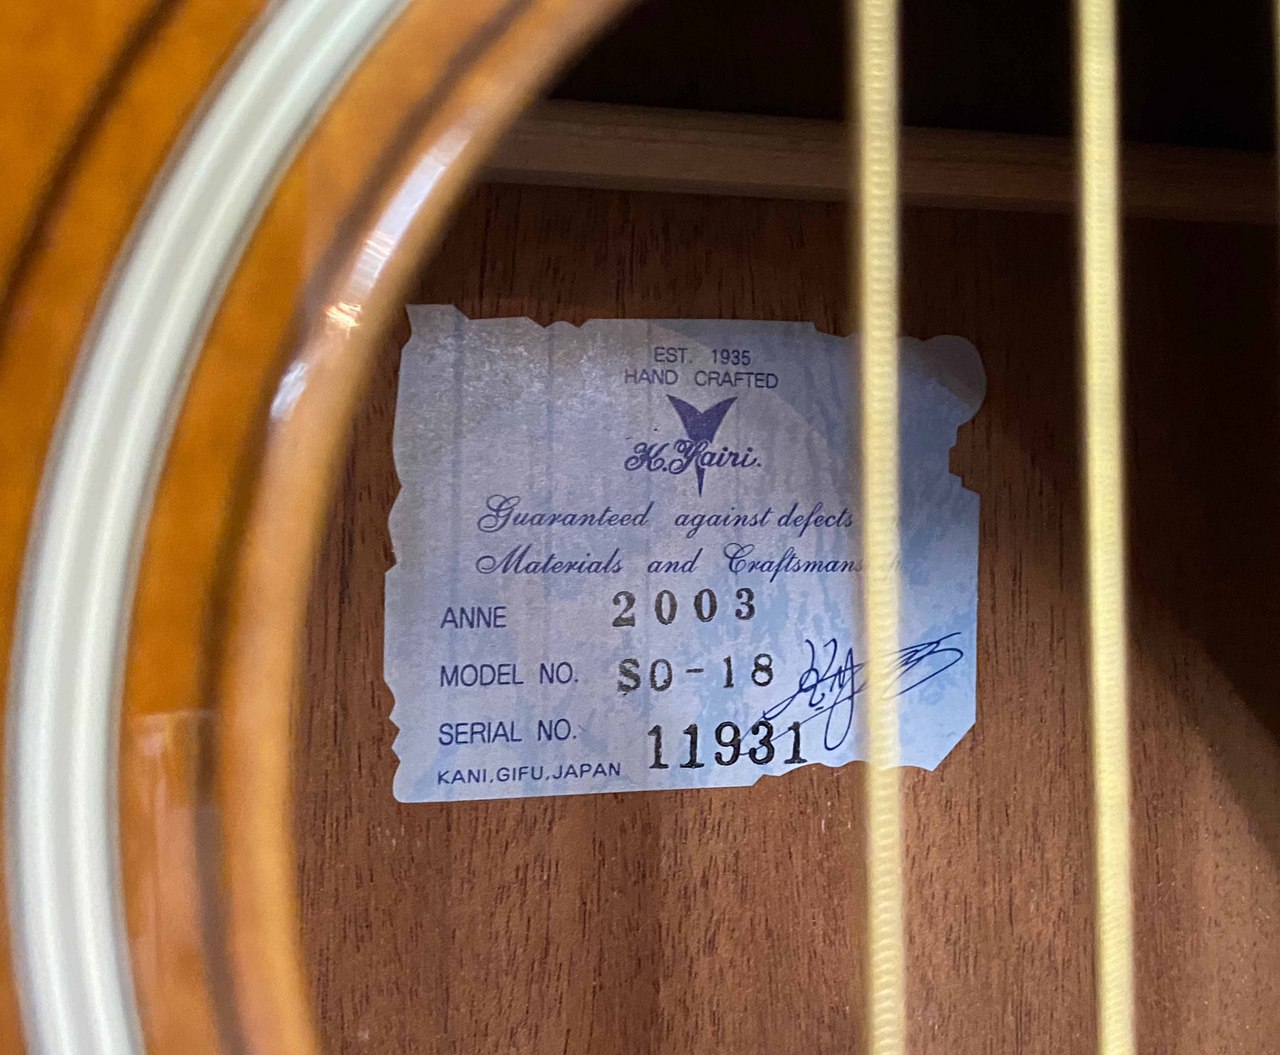 EST. 1935
HAND CRAFTED
K.Yairi.
Guaranteed against defects
Materials and
ANNE 2003
MODEL NO. SO-18
SERIAL NO. 11931
KANI,GIFU,JAPAN